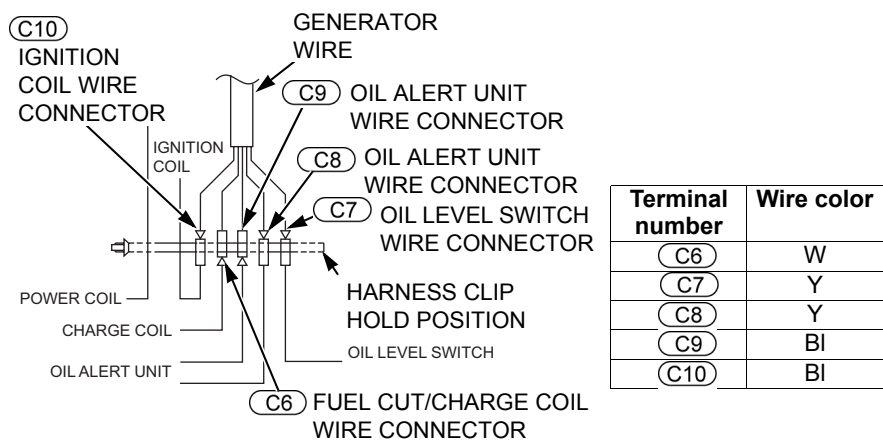 C10
IGNITION
COIL WIRE
CONNECTOR
GENERATOR
WIRE
C9 OIL ALERT UNIT
WIRE CONNECTOR
IGNITION
COIL
C8 OIL ALERT UNIT
WIRE CONNECTOR
C7 OIL LEVEL SWITCH
WIRE CONNECTOR
POWER COIL
HARNESS CLIP
HOLD POSITION
CHARGE COIL
OIL LEVEL SWITCH
OIL ALERT UNIT
C6 FUEL CUT/CHARGE COIL
WIRE CONNECTOR
Terminal number Wire color
C6 W
C7 Y
C8 Y
C9 Bl
C10 Bl